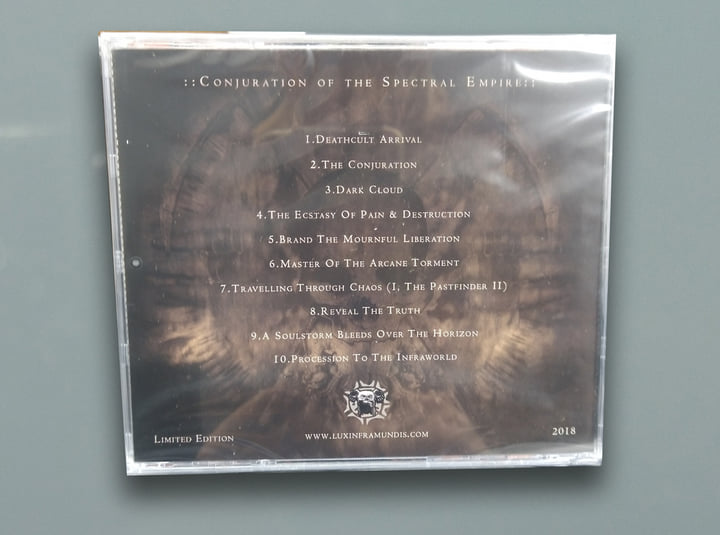 ::Conjuration of the Spectral Empire::
1.Deathcult Arrival
2.The Conjuration
3.Dark Cloud
4.The Ecstasy Of Pain & Destruction
5.Brand The Mournful Liberation
6.Master Of The Arcane Torment
7.Travelling Through Chaos (I, The Pastfinder II)
8.Reveal The Truth
9.A Soulstorm Bleeds Over The Horizon
10.Procession To The Infraworld
Limited Edition
www.luxinframundis.com
2018